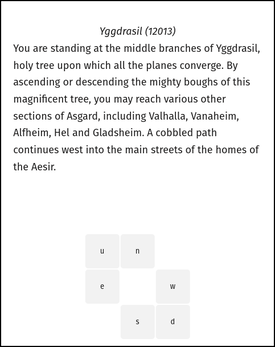 Yggdrasil (12013)
You are standing at the middle branches of Yggdrasil,
holy tree upon which all the planes converge. By
ascending or descending the mighty boughs of this
magnificent tree, you may reach various other
sections of Asgard, including Valhalla, Vanaheim,
Alfheim, Hel and Gladsheim. A cobbled path
continues west into the main streets of the homes of
the Aesir.
u n
e w
s d